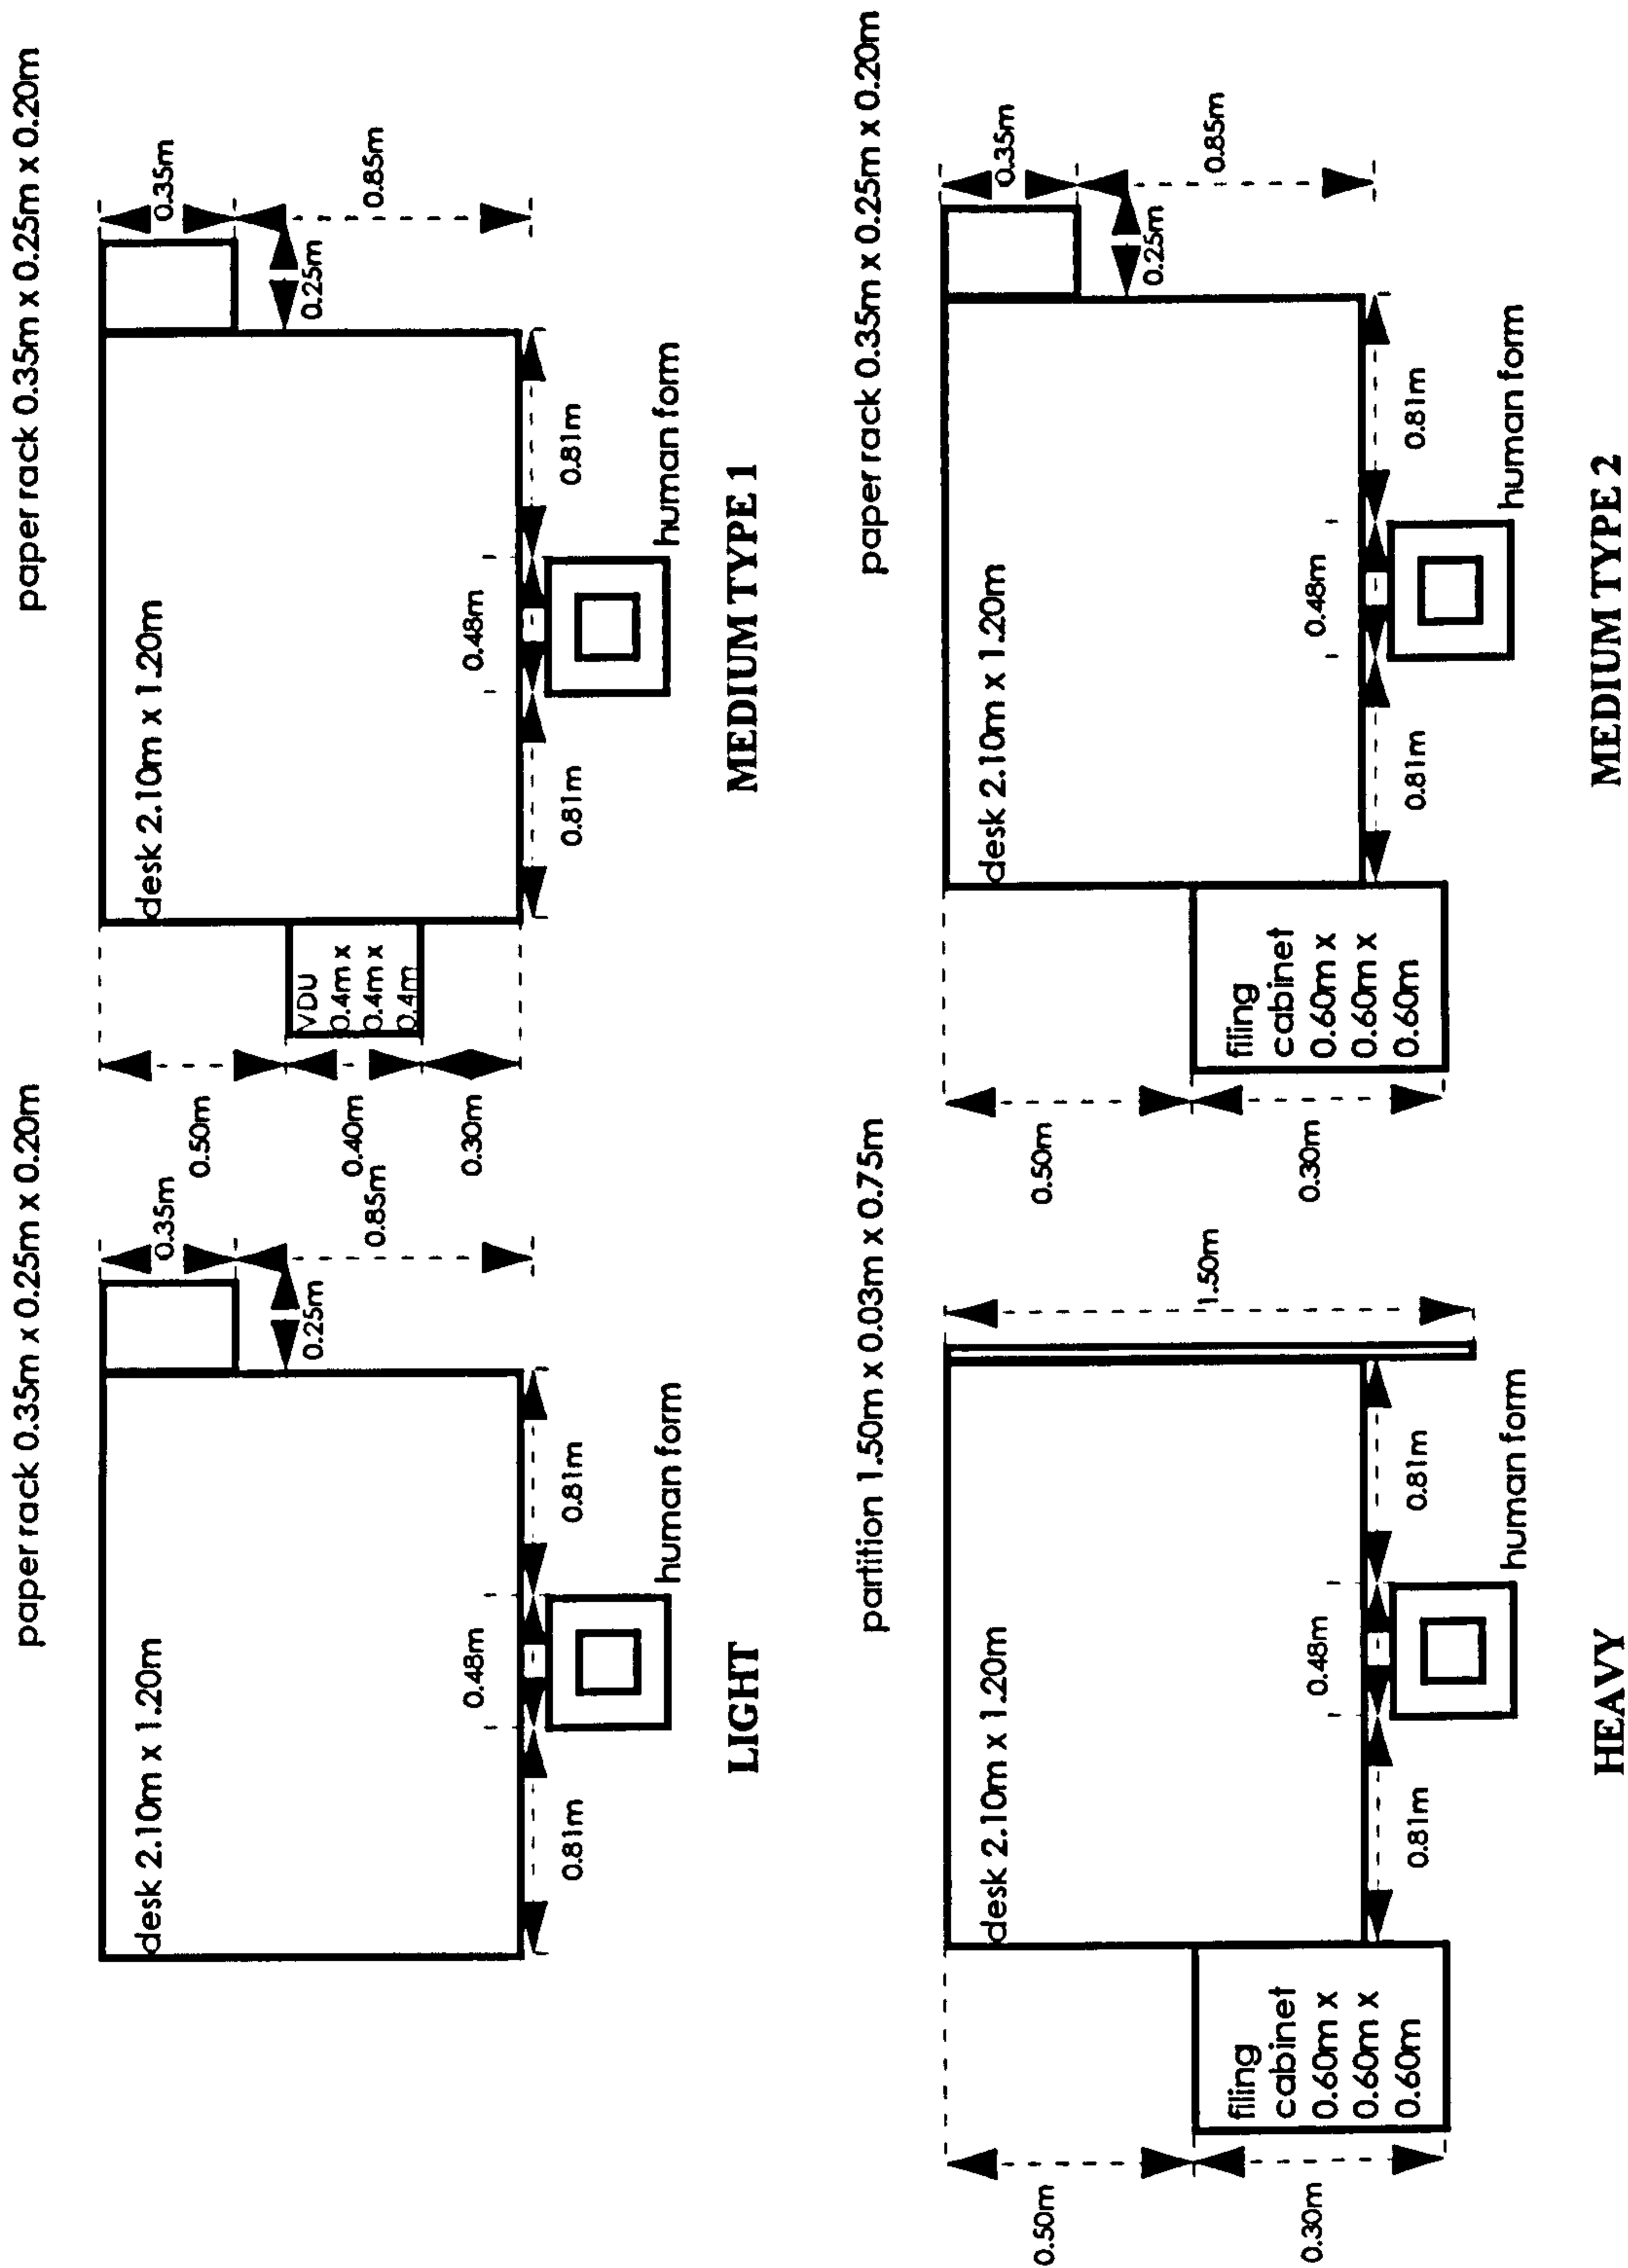 paper rack 0.35m x 0.25m x 0.20m
desk 2.10m x 1.20m
0.35m
0.85m
0.25m
0.48m
0.81m
0.81m
human form
LIGHT
paper rack 0.35m x 0.25m x 0.20m
desk 2.10m x 1.20m
VDU
0.4m x
0.4m x
0.4m
0.50m
0.40m
0.30m
0.35m
0.85m
0.25m
0.48m
0.81m
0.81m
human form
MEDIUM TYPE 1
partition 1.50m x 0.03m x 0.75m
desk 2.10m x 1.20m
filing
cabinet
0.60m x
0.60m x
0.60m
0.50m
0.30m
1.50m
0.48m
0.81m
0.81m
human form
HEAVY
paper rack 0.35m x 0.25m x 0.20m
desk 2.10m x 1.20m
filing
cabinet
0.60m x
0.60m x
0.60m
0.50m
0.30m
0.35m
0.85m
0.25m
0.48m
0.81m
0.81m
human form
MEDIUM TYPE 2